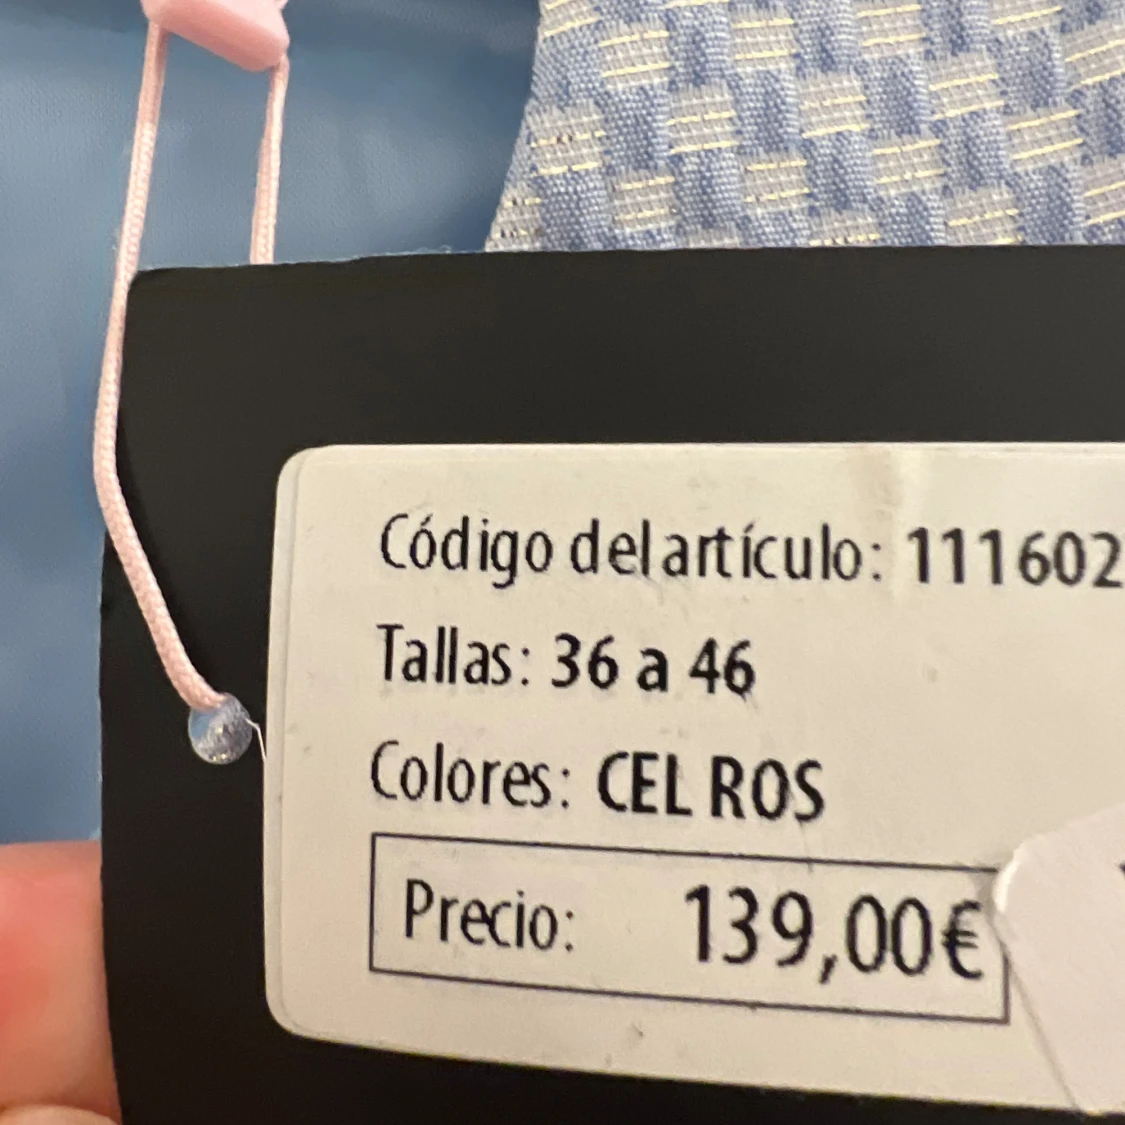 Código del artículo: 111602
Tallas: 36 a 46
Colores: CEL ROS
Precio: 139,00€